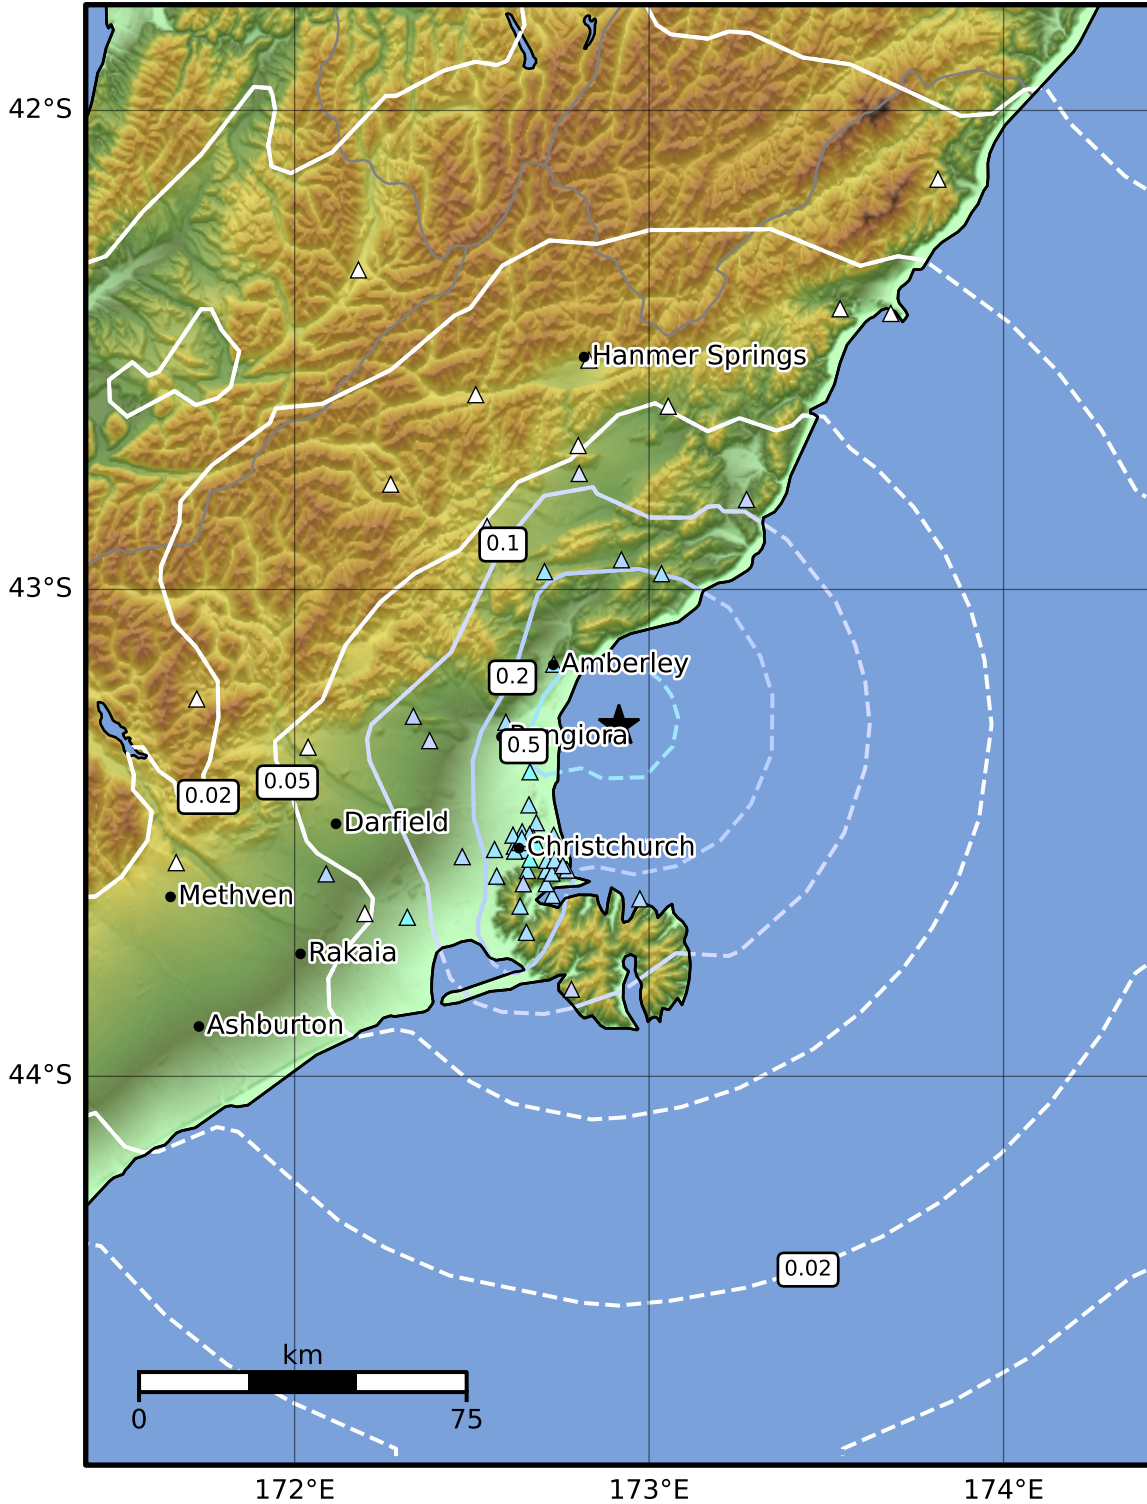 42°S
Hanmer Springs
0.1
43°S
Amberley
0.2
Rangiora
0.5
0.05
0.02
Darfield
Christchurch
Methven
Rakaia
Ashburton
44°S
0.02
km
0 75
172°E 173°E 174°E